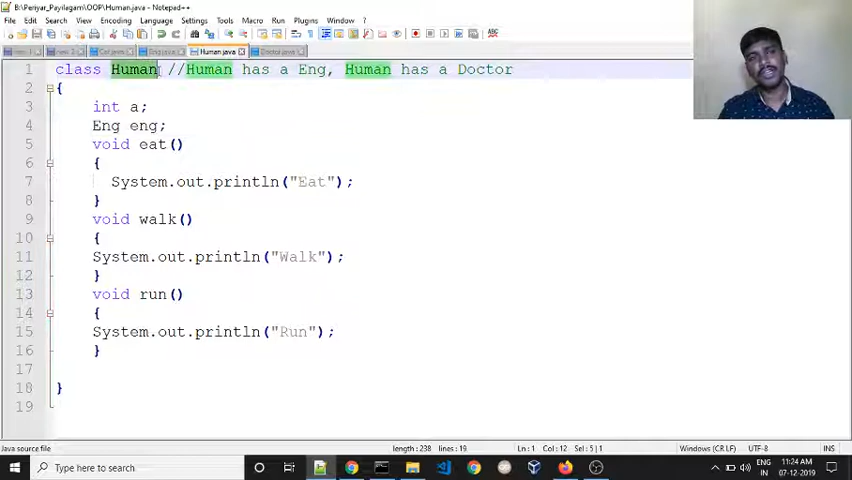 B:\Periyar_Payilagam\OOP\Human.java - Notepad++
File Edit Search View Encoding Language Settings Tools Macro Run Plugins Window ?
Human.java Doctor.java
1 class Human //Human has a Eng, Human has a Doctor
2 {
3 int a;
4 Eng eng;
5 void eat()
6 {
7 System.out.println("Eat");
8 }
9 void walk()
10 {
11 System.out.println("Walk");
12 }
13 void run()
14 {
15 System.out.println("Run");
16 }
17
18 }
19
Java source file length : 238 lines : 19 Ln : 1 Col : 12 Sel : 5 | 1 Windows (CR LF) UTF-8 INS
Type here to search
ENG 11:24 AM
IN 07-12-2019